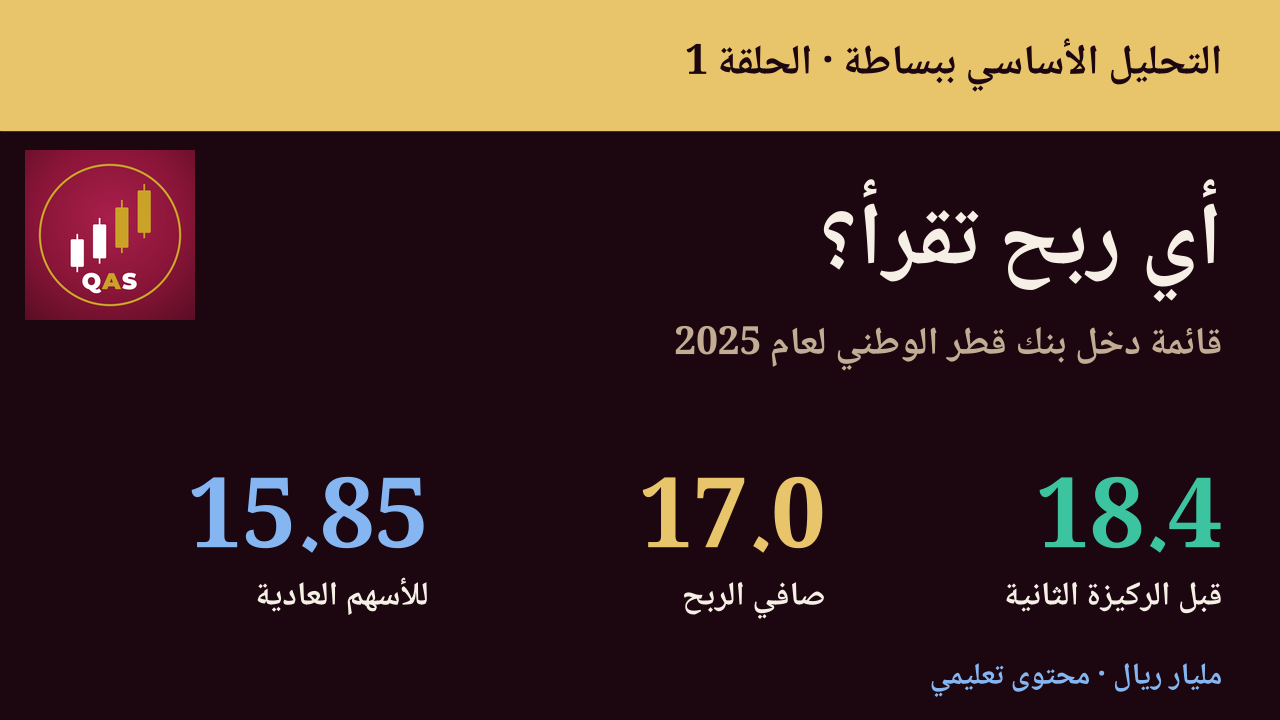 التحليل الأساسي ببساطة · الحلقة 1
QAS
أي ربح تقرأ؟
قائمة دخل بنك قطر الوطني لعام 2025
18.4
قبل الركيزة الثانية
17.0
صافي الربح
15.85
للأسهم العادية
مليار ريال · محتوى تعليمي